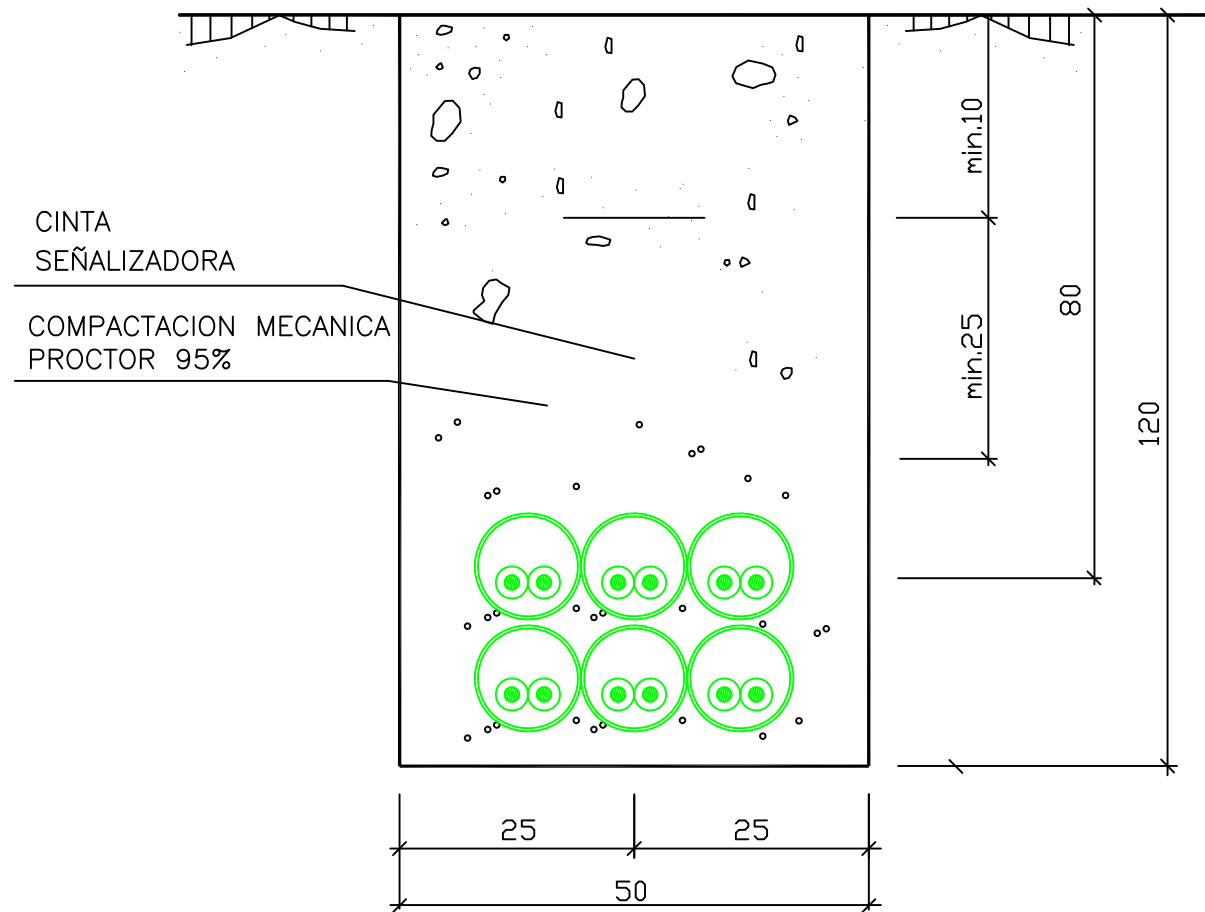 CINTA
SEÑALIZADORA
COMPACTACION MECANICA
PROCTOR 95%
min.10
min.25
80
120
25
25
50